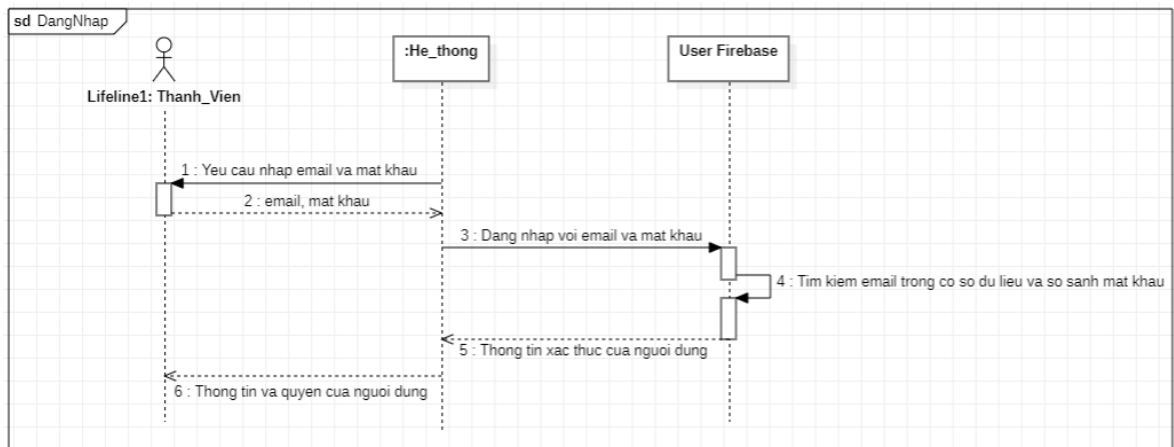 sd DangNhap
:He_thong
User Firebase
Lifeline1: Thanh_Vien
1 : Yeu cau nhap email va mat khau
2 : email, mat khau
3 : Dang nhap voi email va mat khau
4 : Tim kiem email trong co so du lieu va so sanh mat khau
5 : Thong tin xac thuc cua nguoi dung
6 : Thong tin va quyen cua nguoi dung